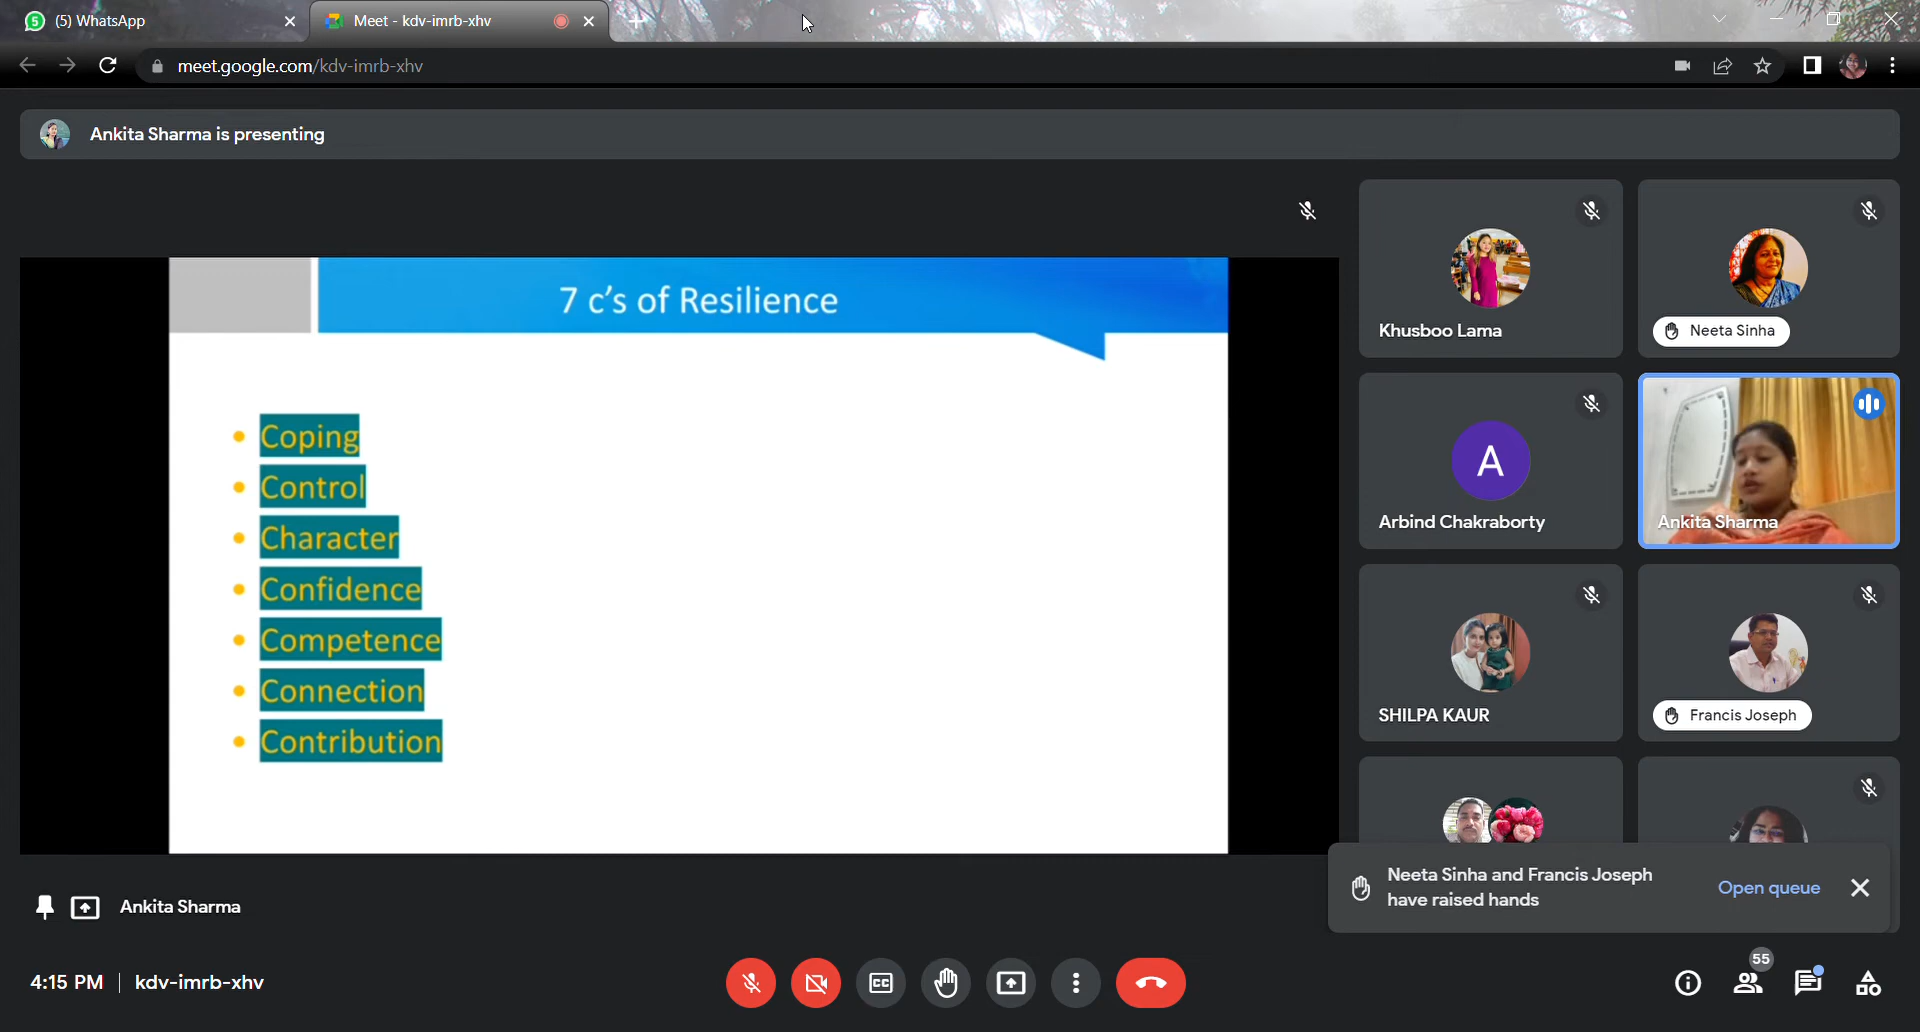 (5) WhatsApp
Meet - kdv-imrb-xhv
meet.google.com/kdv-imrb-xhv
Ankita Sharma is presenting
7 c’s of Resilience
• Coping
• Control
• Character
• Confidence
• Competence
• Connection
• Contribution
Khusboo Lama
Neeta Sinha
A
Arbind Chakraborty
Ankita Sharma
SHILPA KAUR
Francis Joseph
Neeta Sinha and Francis Joseph
have raised hands
Open queue
Ankita Sharma
4:15 PM | kdv-imrb-xhv
CC
55